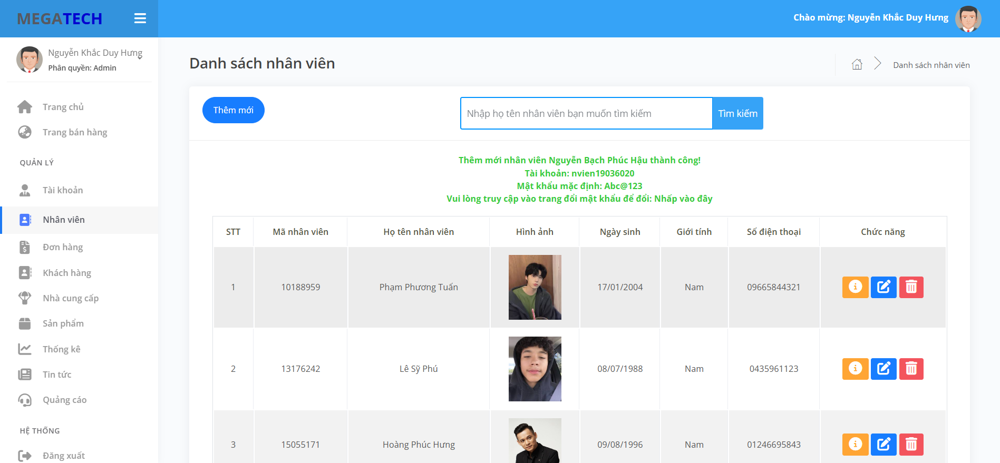 MEGATECH
Chào mừng: Nguyễn Khắc Duy Hưng
Nguyễn Khắc Duy Hưng
Phân quyền: Admin
Trang chủ
Trang bán hàng
QUẢN LÝ
Tài khoản
Nhân viên
Đơn hàng
Khách hàng
Nhà cung cấp
Sản phẩm
Thống kê
Tin tức
Quảng cáo
HỆ THỐNG
Đăng xuất
Danh sách nhân viên
Danh sách nhân viên
Thêm mới
Nhập họ tên nhân viên bạn muốn tìm kiếm
Tìm kiếm
Thêm mới nhân viên Nguyễn Bạch Phúc Hậu thành công!
Tài khoản: nvien19036020
Mật khẩu mặc định: Abc@123
Vui lòng truy cập vào trang đổi mật khẩu để đổi: Nhấp vào đây
STT Mã nhân viên Họ tên nhân viên Hình ảnh Ngày sinh Giới tính Số điện thoại Chức năng
1 10188959 Phạm Phương Tuấn 17/01/2004 Nam 09665844321
2 13176242 Lê Sỹ Phú 08/07/1988 Nam 0435961123
3 15055171 Hoàng Phúc Hưng 09/08/1996 Nam 01246695843